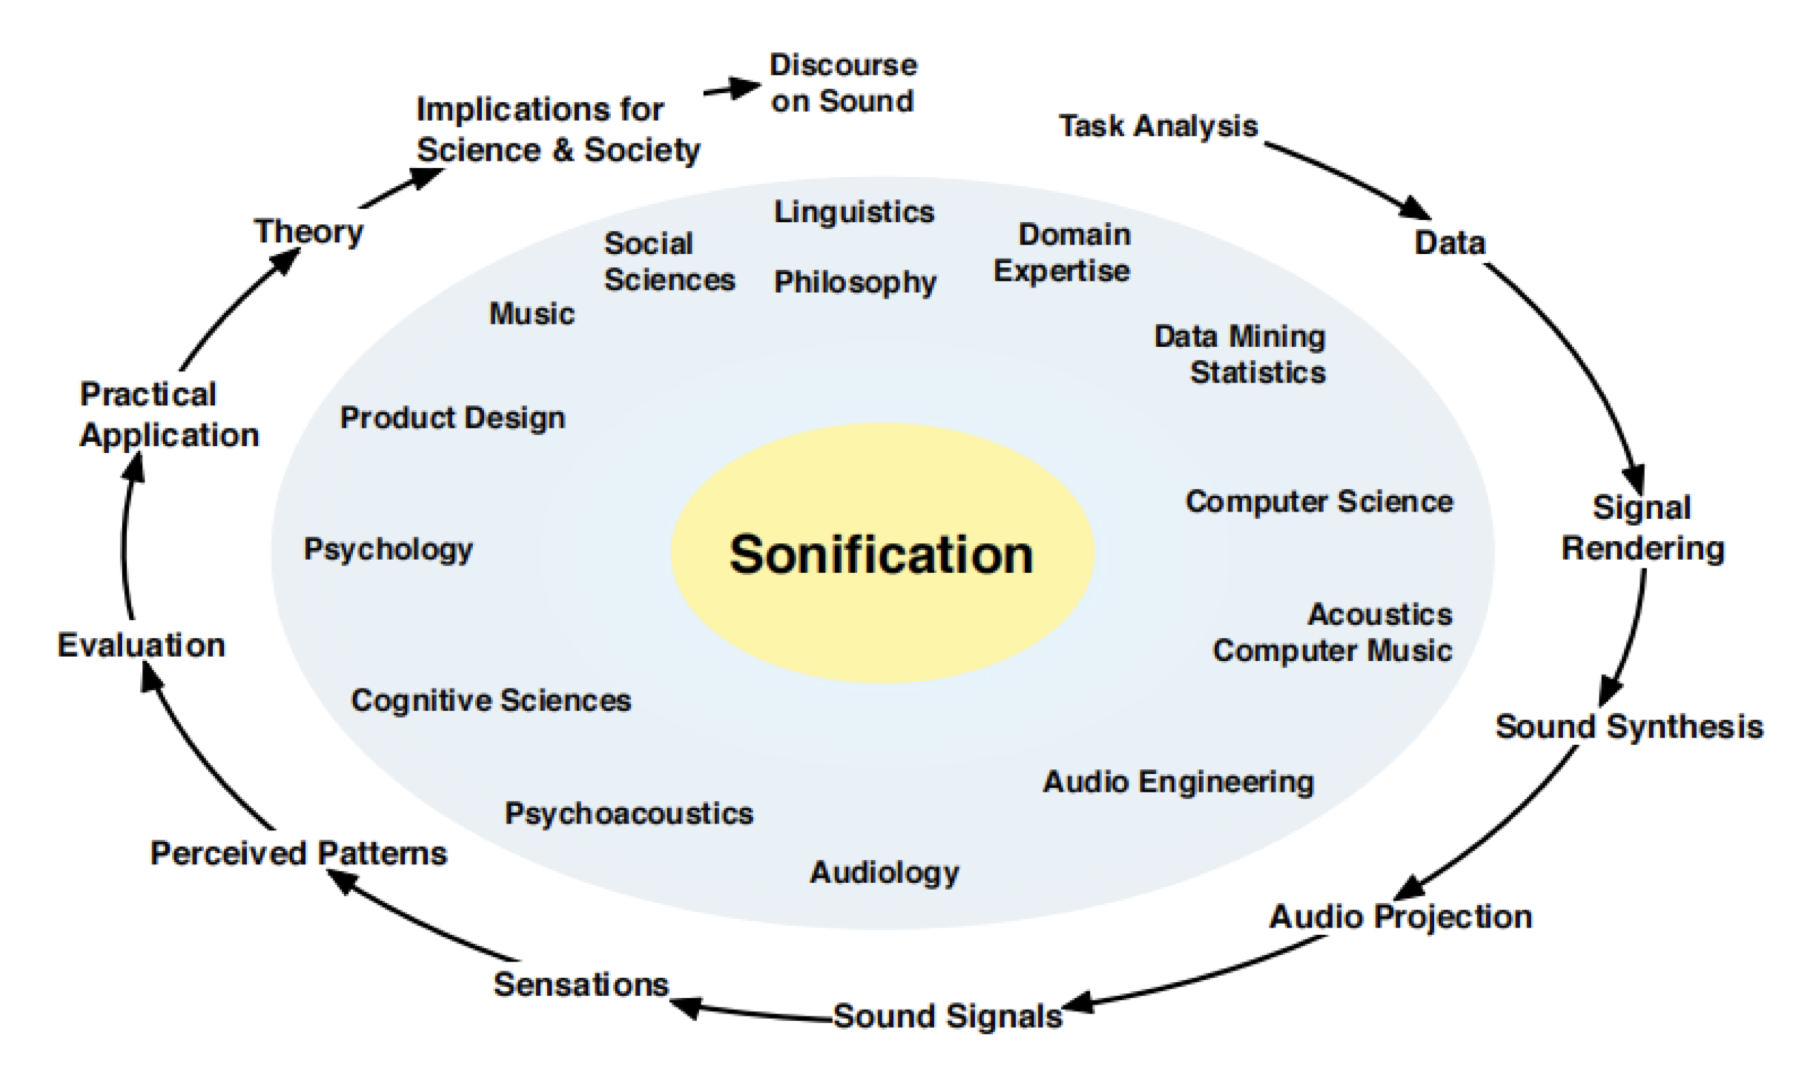 Discourse
on Sound
Implications for
Science & Society
Task Analysis
Theory
Data
Linguistics
Social
Sciences
Domain
Expertise
Philosophy
Music
Data Mining
Statistics
Practical
Application
Product Design
Computer Science
Signal
Rendering
Psychology
Sonification
Acoustics
Computer Music
Evaluation
Cognitive Sciences
Sound Synthesis
Audio Engineering
Psychoacoustics
Perceived Patterns
Audiology
Audio Projection
Sensations
Sound Signals